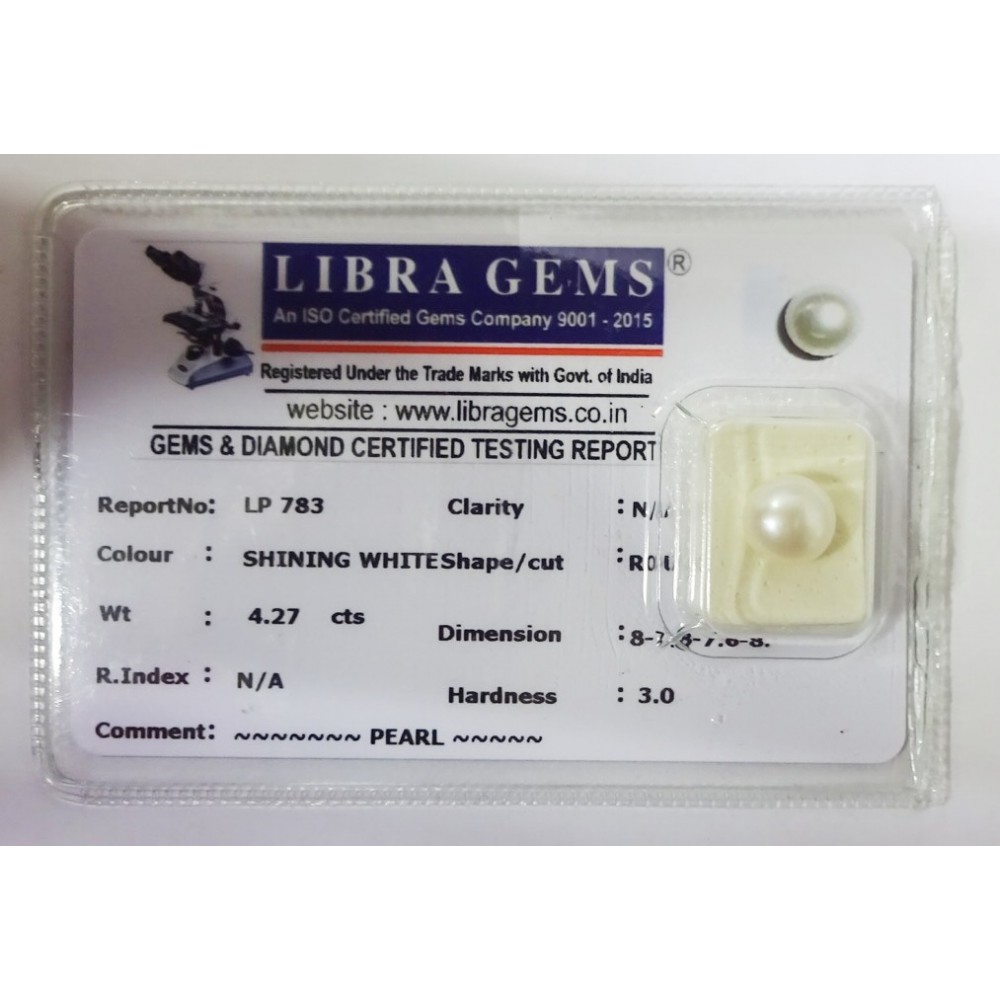 LIBRA GEMS ®
An ISO Certified Gems Company 9001 - 2015
Registered Under the Trade Marks with Govt. of India
website : www.libragems.co.in
GEMS & DIAMOND CERTIFIED TESTING REPORT
ReportNo: LP 783 Clarity :
Colour : SHINING WHITE Shape/cut :
Wt : 4.27 cts Dimension :
R.Index : N/A Hardness : 3.0
Comment: ~~~~~~~ PEARL ~~~~~